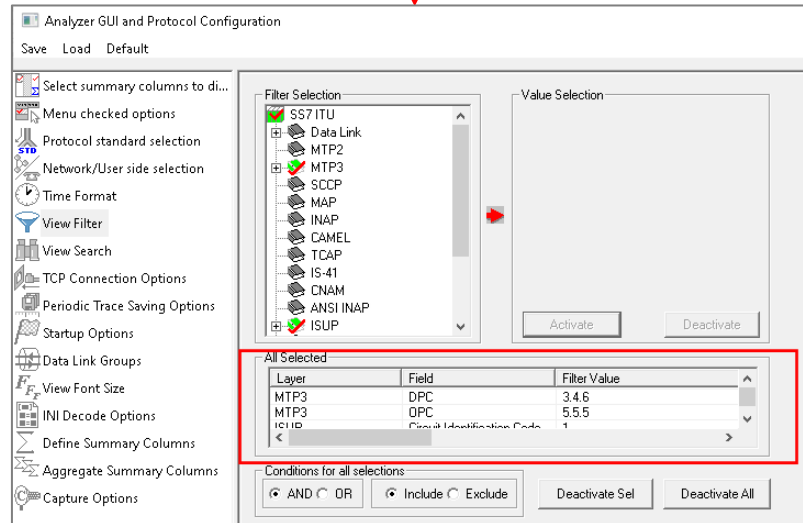 Analyzer GUI and Protocol Configuration
Save Load Default
Select summary columns to di...
Menu checked options
STD Protocol standard selection
Network/User side selection
Time Format
View Filter
View Search
TCP Connection Options
Periodic Trace Saving Options
Startup Options
Data Link Groups
View Font Size
INI Decode Options
Define Summary Columns
Aggregate Summary Columns
Capture Options
Filter Selection
SS7 ITU
Data Link
MTP2
MTP3
SCCP
MAP
INAP
CAMEL
TCAP
IS-41
CNAM
ANSI INAP
ISUP
Value Selection
Activate Deactivate
All Selected
Layer Field Filter Value
MTP3 DPC 3.4.6
MTP3 OPC 5.5.5
ISUP Circuit Identification Code 1
Conditions for all selections
AND OR Include Exclude Deactivate Sel Deactivate All